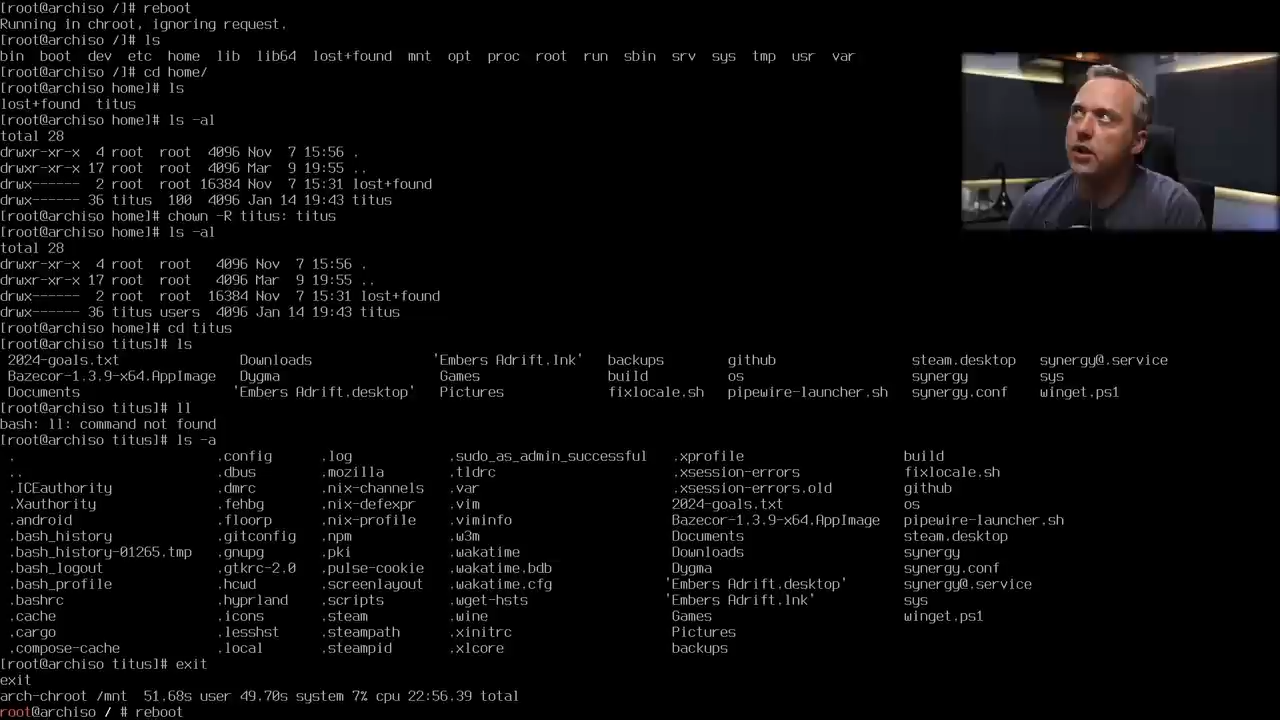 [root@archiso /]# reboot
Running in chroot, ignoring request.
[root@archiso /]# ls
bin  boot  dev  etc  home  lib  lib64  lost+found  mnt  opt  proc  root  run  sbin  srv  sys  tmp  usr  var
[root@archiso /]# cd home/
[root@archiso home]# ls
lost+found  titus
[root@archiso home]# ls -al
total 28
drwxr-xr-x  4 root  root   4096 Nov  7 15:56 .
drwxr-xr-x 17 root  root   4096 Mar  9 19:55 ..
drwx------  2 root  root  16384 Nov  7 15:31 lost+found
drwx------ 36 titus  100   4096 Jan 14 19:43 titus
[root@archiso home]# chown -R titus: titus
[root@archiso home]# ls -al
total 28
drwxr-xr-x  4 root  root   4096 Nov  7 15:56 .
drwxr-xr-x 17 root  root   4096 Mar  9 19:55 ..
drwx------  2 root  root  16384 Nov  7 15:31 lost+found
drwx------ 36 titus users  4096 Jan 14 19:43 titus
[root@archiso home]# cd titus
[root@archiso titus]# ls
2024-goals.txt  Downloads  'Embers Adrift.lnk'  backups  github  steam.desktop  synergy@.service
Bazecor-1.3.9-x64.AppImage  Dygma  Games  build  os  synergy  sys
Documents  'Embers Adrift.desktop'  Pictures  fixlocale.sh  pipewire-launcher.sh  synergy.conf  winget.ps1
[root@archiso titus]# ll
bash: ll: command not found
[root@archiso titus]# ls -a
.  .config  .log  .sudo_as_admin_successful  .xprofile  build
..  .dbus  .mozilla  .tldrc  .xsession-errors  fixlocale.sh
.ICEauthority  .dmrc  .nix-channels  .var  .xsession-errors.old  github
.Xauthority  .fehbg  .nix-defexpr  .vim  2024-goals.txt  os
.android  .floorp  .nix-profile  .viminfo  Bazecor-1.3.9-x64.AppImage  pipewire-launcher.sh
.bash_history  .gitconfig  .npm  .w3m  Documents  steam.desktop
.bash_history-01265.tmp  .gnupg  .pki  .wakatime  Downloads  synergy
.bash_logout  .gtkrc-2.0  .pulse-cookie  .wakatime.bdb  Dygma  synergy.conf
.bash_profile  .hcwd  .screenlayout  .wakatime.cfg  'Embers Adrift.desktop'  synergy@.service
.bashrc  .hyprland  .scripts  .wget-hsts  'Embers Adrift.lnk'  sys
.cache  .icons  .steam  .wine  Games  winget.ps1
.cargo  .lesshst  .steampath  .xinitrc  Pictures
.compose-cache  .local  .steampid  .xlcore  backups
[root@archiso titus]# exit
exit
arch-chroot /mnt  51.68s user 49.70s system 7% cpu 22:56.39 total
root@archiso / # reboot